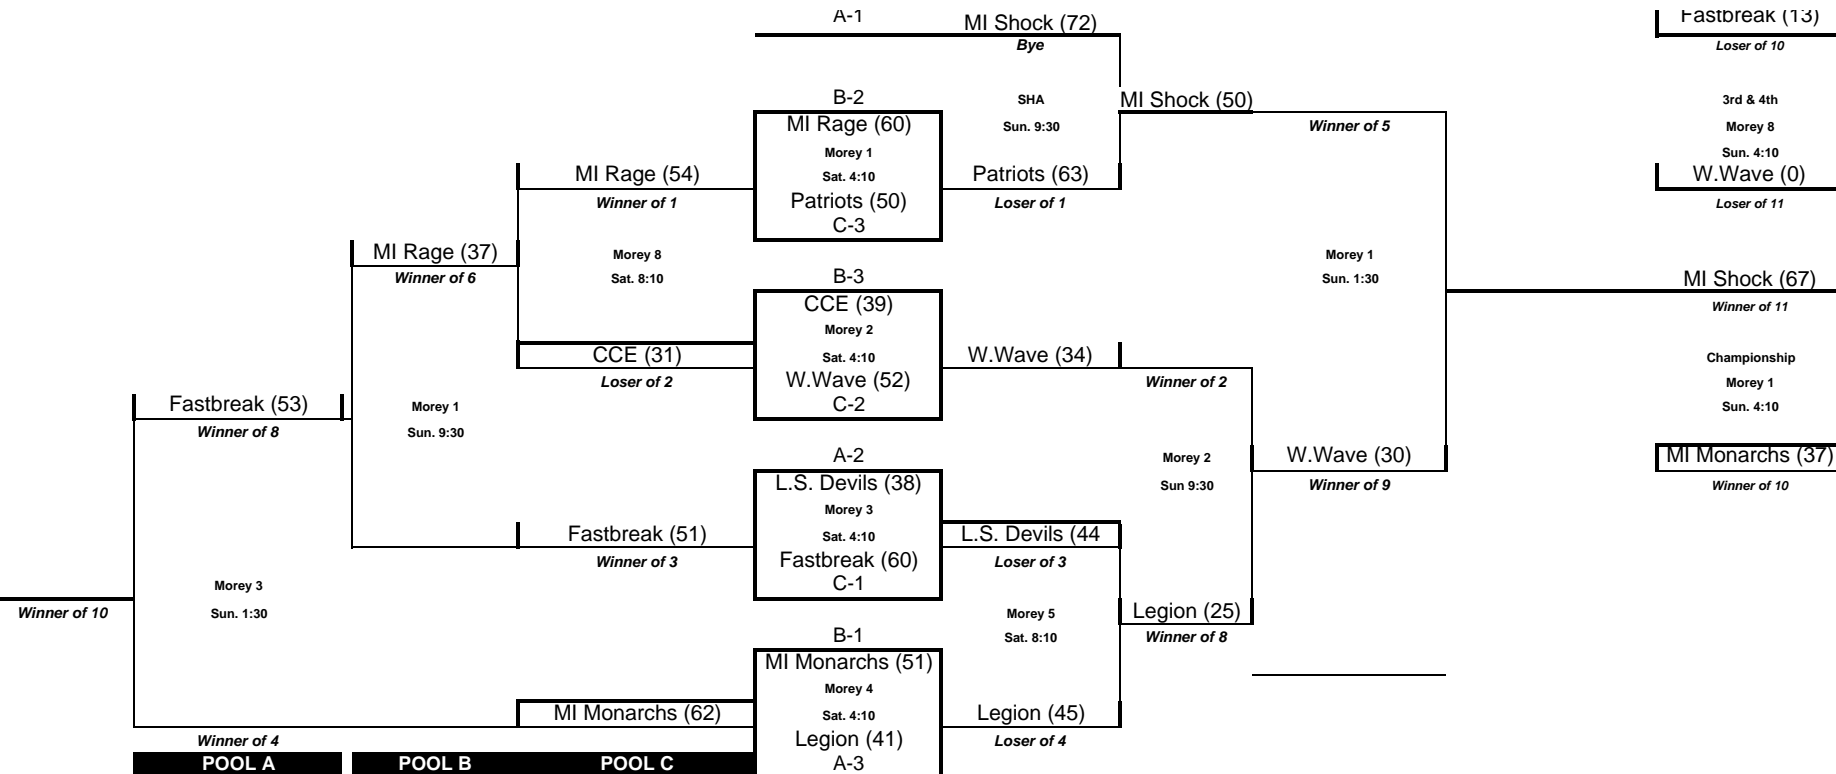 A-1
MI Shock (72)
Fastbreak (13)
Bye
Loser of 10
B-2
SHA
MI Shock (50)
3rd & 4th
MI Rage (60)
Sun. 9:30
Winner of 5
Morey 8
Morey 1
Sun. 4:10
MI Rage (54)
Sat. 4:10
Patriots (63)
W.Wave (0)
Winner of 1
Patriots (50)
Loser of 1
Loser of 11
C-3
MI Rage (37)
Morey 8
Morey 1
Winner of 6
Sat. 8:10
B-3
Sun. 1:30
MI Shock (67)
CCE (39)
Winner of 11
Morey 2
CCE (31)
Sat. 4:10
W.Wave (34)
Championship
Loser of 2
W.Wave (52)
Winner of 2
Morey 1
Fastbreak (53)
Morey 1
C-2
Sun. 4:10
Winner of 8
Sun. 9:30
A-2
Morey 2
W.Wave (30)
MI Monarchs (37)
L.S. Devils (38)
Sun 9:30
Winner of 9
Winner of 10
Morey 3
Fastbreak (51)
Sat. 4:10
L.S. Devils (44
Winner of 3
Fastbreak (60)
Loser of 3
Morey 3
C-1
Winner of 10
Sun. 1:30
Morey 5
Legion (25)
B-1
Sat. 8:10
Winner of 8
MI Monarchs (51)
Morey 4
MI Monarchs (62)
Sat. 4:10
Legion (45)
Winner of 4
Legion (41)
Loser of 4
POOL A
POOL B
POOL C
A-3